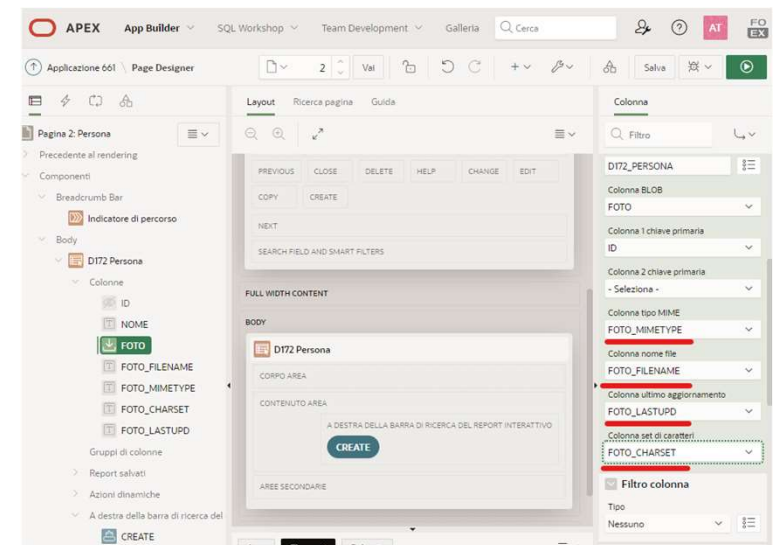 APEX App Builder SQL Workshop Team Development Galleria Cerca AT FO EX
Applicazione 661 \ Page Designer 2 Vai Salva
Layout Ricerca pagina Guida
Colonna
Pagina 2: Persona
Filtro
Precedente al rendering
Componenti
Breadcrumb Bar
Indicatore di percorso
Body
D172 Persona
Colonne
ID
NOME
FOTO
FOTO_FILENAME
FOTO_MIMETYPE
FOTO_CHARSET
FOTO_LASTUPD
Gruppi di colonne
Report salvati
Azioni dinamiche
A destra della barra di ricerca del
CREATE
PREVIOUS CLOSE DELETE HELP CHANGE EDIT
COPY CREATE
NEXT
SEARCH FIELD AND SMART FILTERS
FULL WIDTH CONTENT
BODY
D172 Persona
CORPO AREA
CONTENUTO AREA
A DESTRA DELLA BARRA DI RICERCA DEL REPORT INTERATTIVO
CREATE
AREE SECONDARIE
D172_PERSONA
Colonna BLOB
FOTO
Colonna 1 chiave primaria
ID
Colonna 2 chiave primaria
- Seleziona -
Colonna tipo MIME
FOTO_MIMETYPE
Colonna nome file
FOTO_FILENAME
Colonna ultimo aggiornamento
FOTO_LASTUPD
Colonna set di caratteri
FOTO_CHARSET
Filtro colonna
Tipo
Nessuno